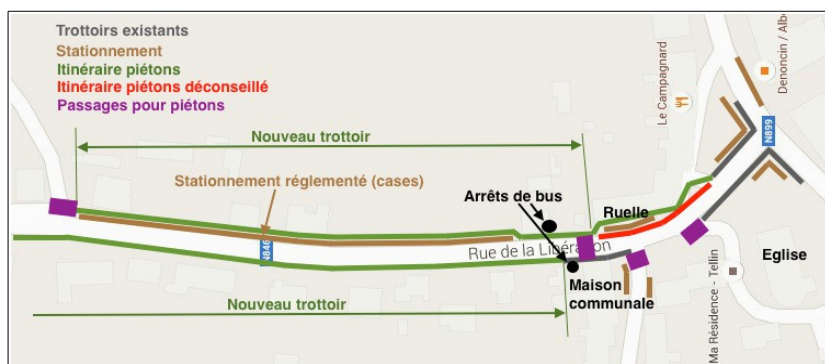 Trottoirs existants
Stationnement
Itinéraire piétons
Itinéraire piétons déconseillé
Passages pour piétons
Le Campagnard
Denoncin / Albe
N899
Nouveau trottoir
Stationnement réglementé (cases)
Arrêts de bus
Ruelle
N846
Rue de la Libération
Eglise
Maison
communale
Nouveau trottoir
Ma Résidence - Tellin